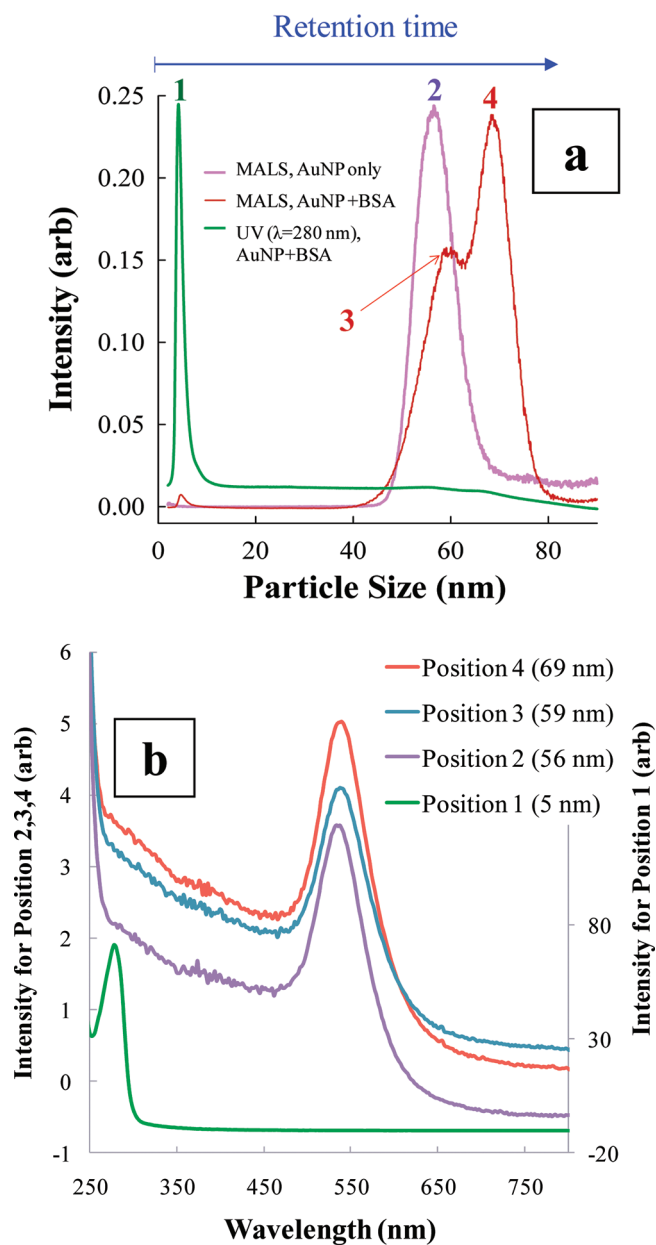 Retention time
1
2
4
a
0.25
0.20
0.15
0.10
0.05
0.00
Intensity (arb)
MALS, AuNP only
MALS, AuNP +BSA
UV (λ=280 nm),
AuNP+BSA
3
0
20
40
60
80
Particle Size (nm)
6
5
4
3
2
1
0
-1
Intensity for Position 2,3,4 (arb)
b
Position 4 (69 nm)
Position 3 (59 nm)
Position 2 (56 nm)
Position 1 (5 nm)
80
30
-20
Intensity for Position 1 (arb)
250
350
450
550
650
750
Wavelength (nm)